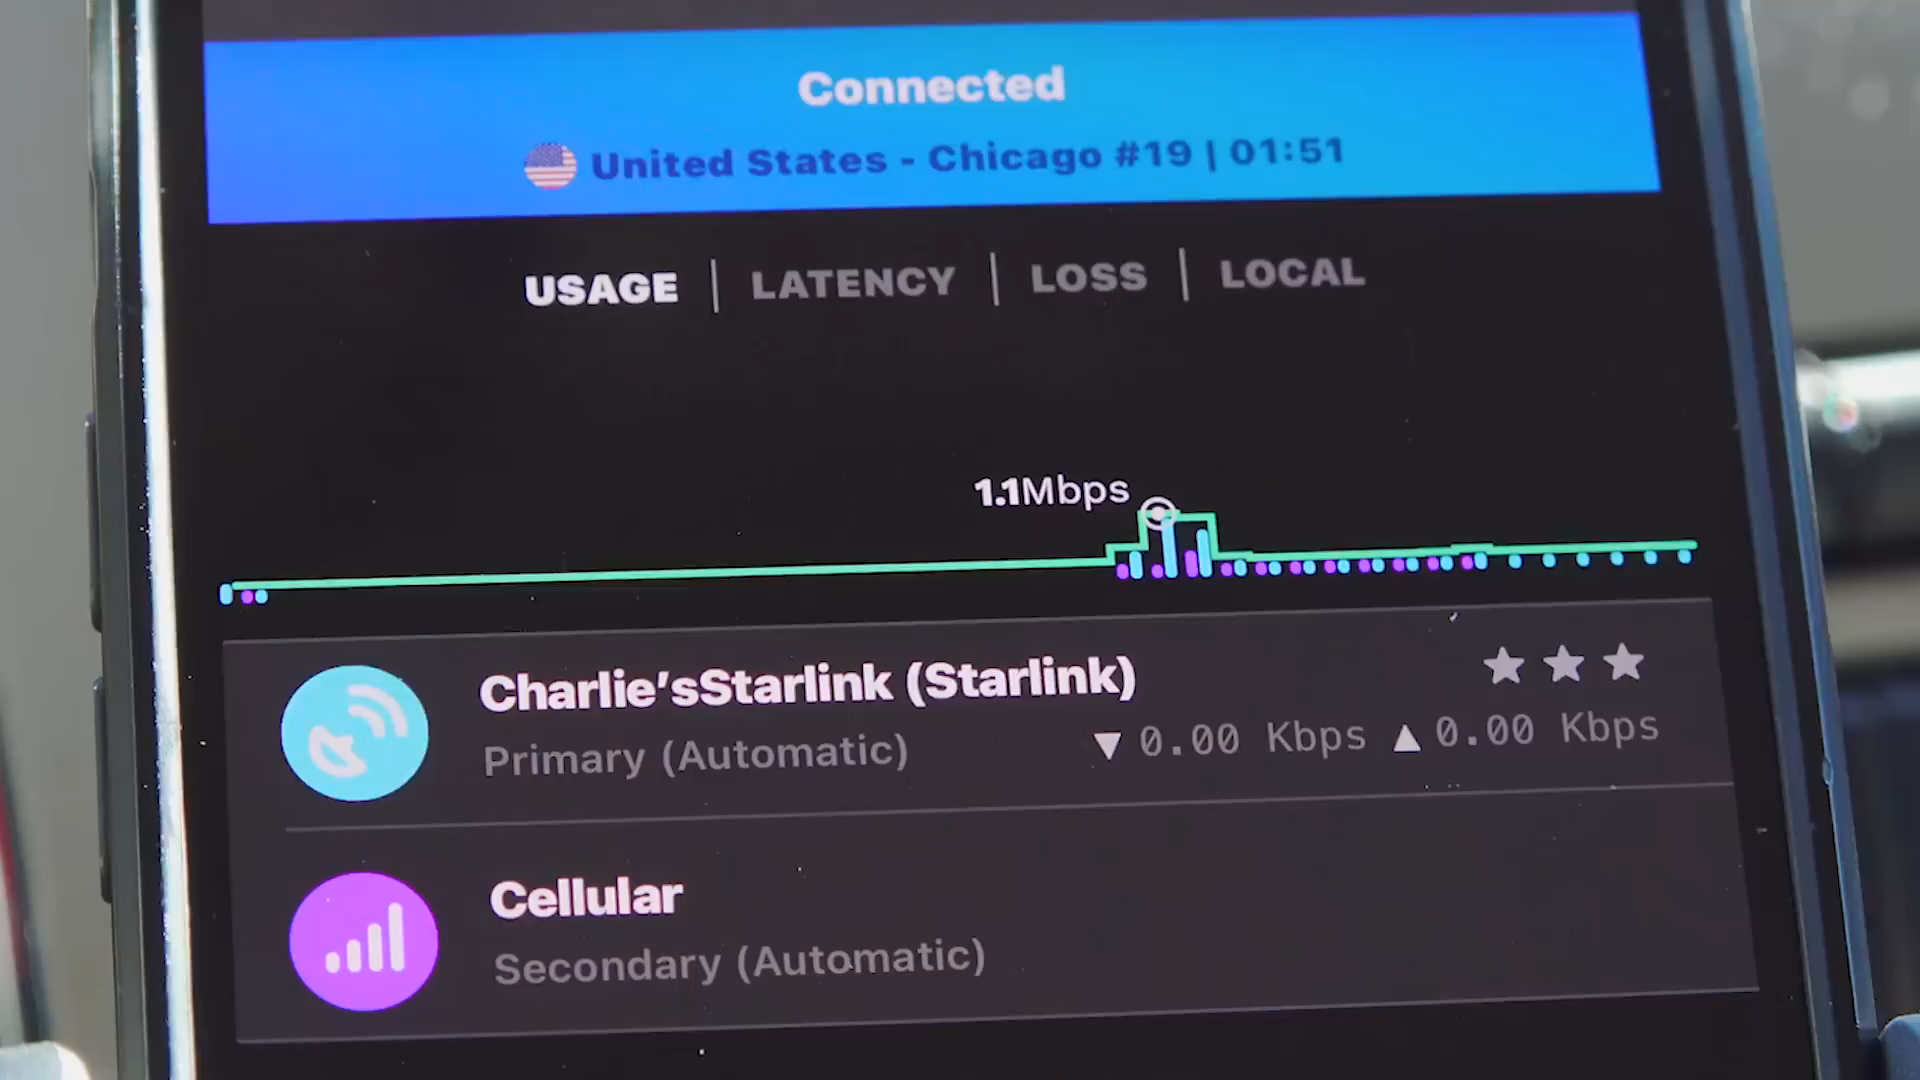 Connected
United States - Chicago #19 | 01:51
USAGE | LATENCY | LOSS | LOCAL
1.1Mbps
Charlie'sStarlink (Starlink)
Primary (Automatic) ▼ 0.00 Kbps ▲ 0.00 Kbps
Cellular
Secondary (Automatic)